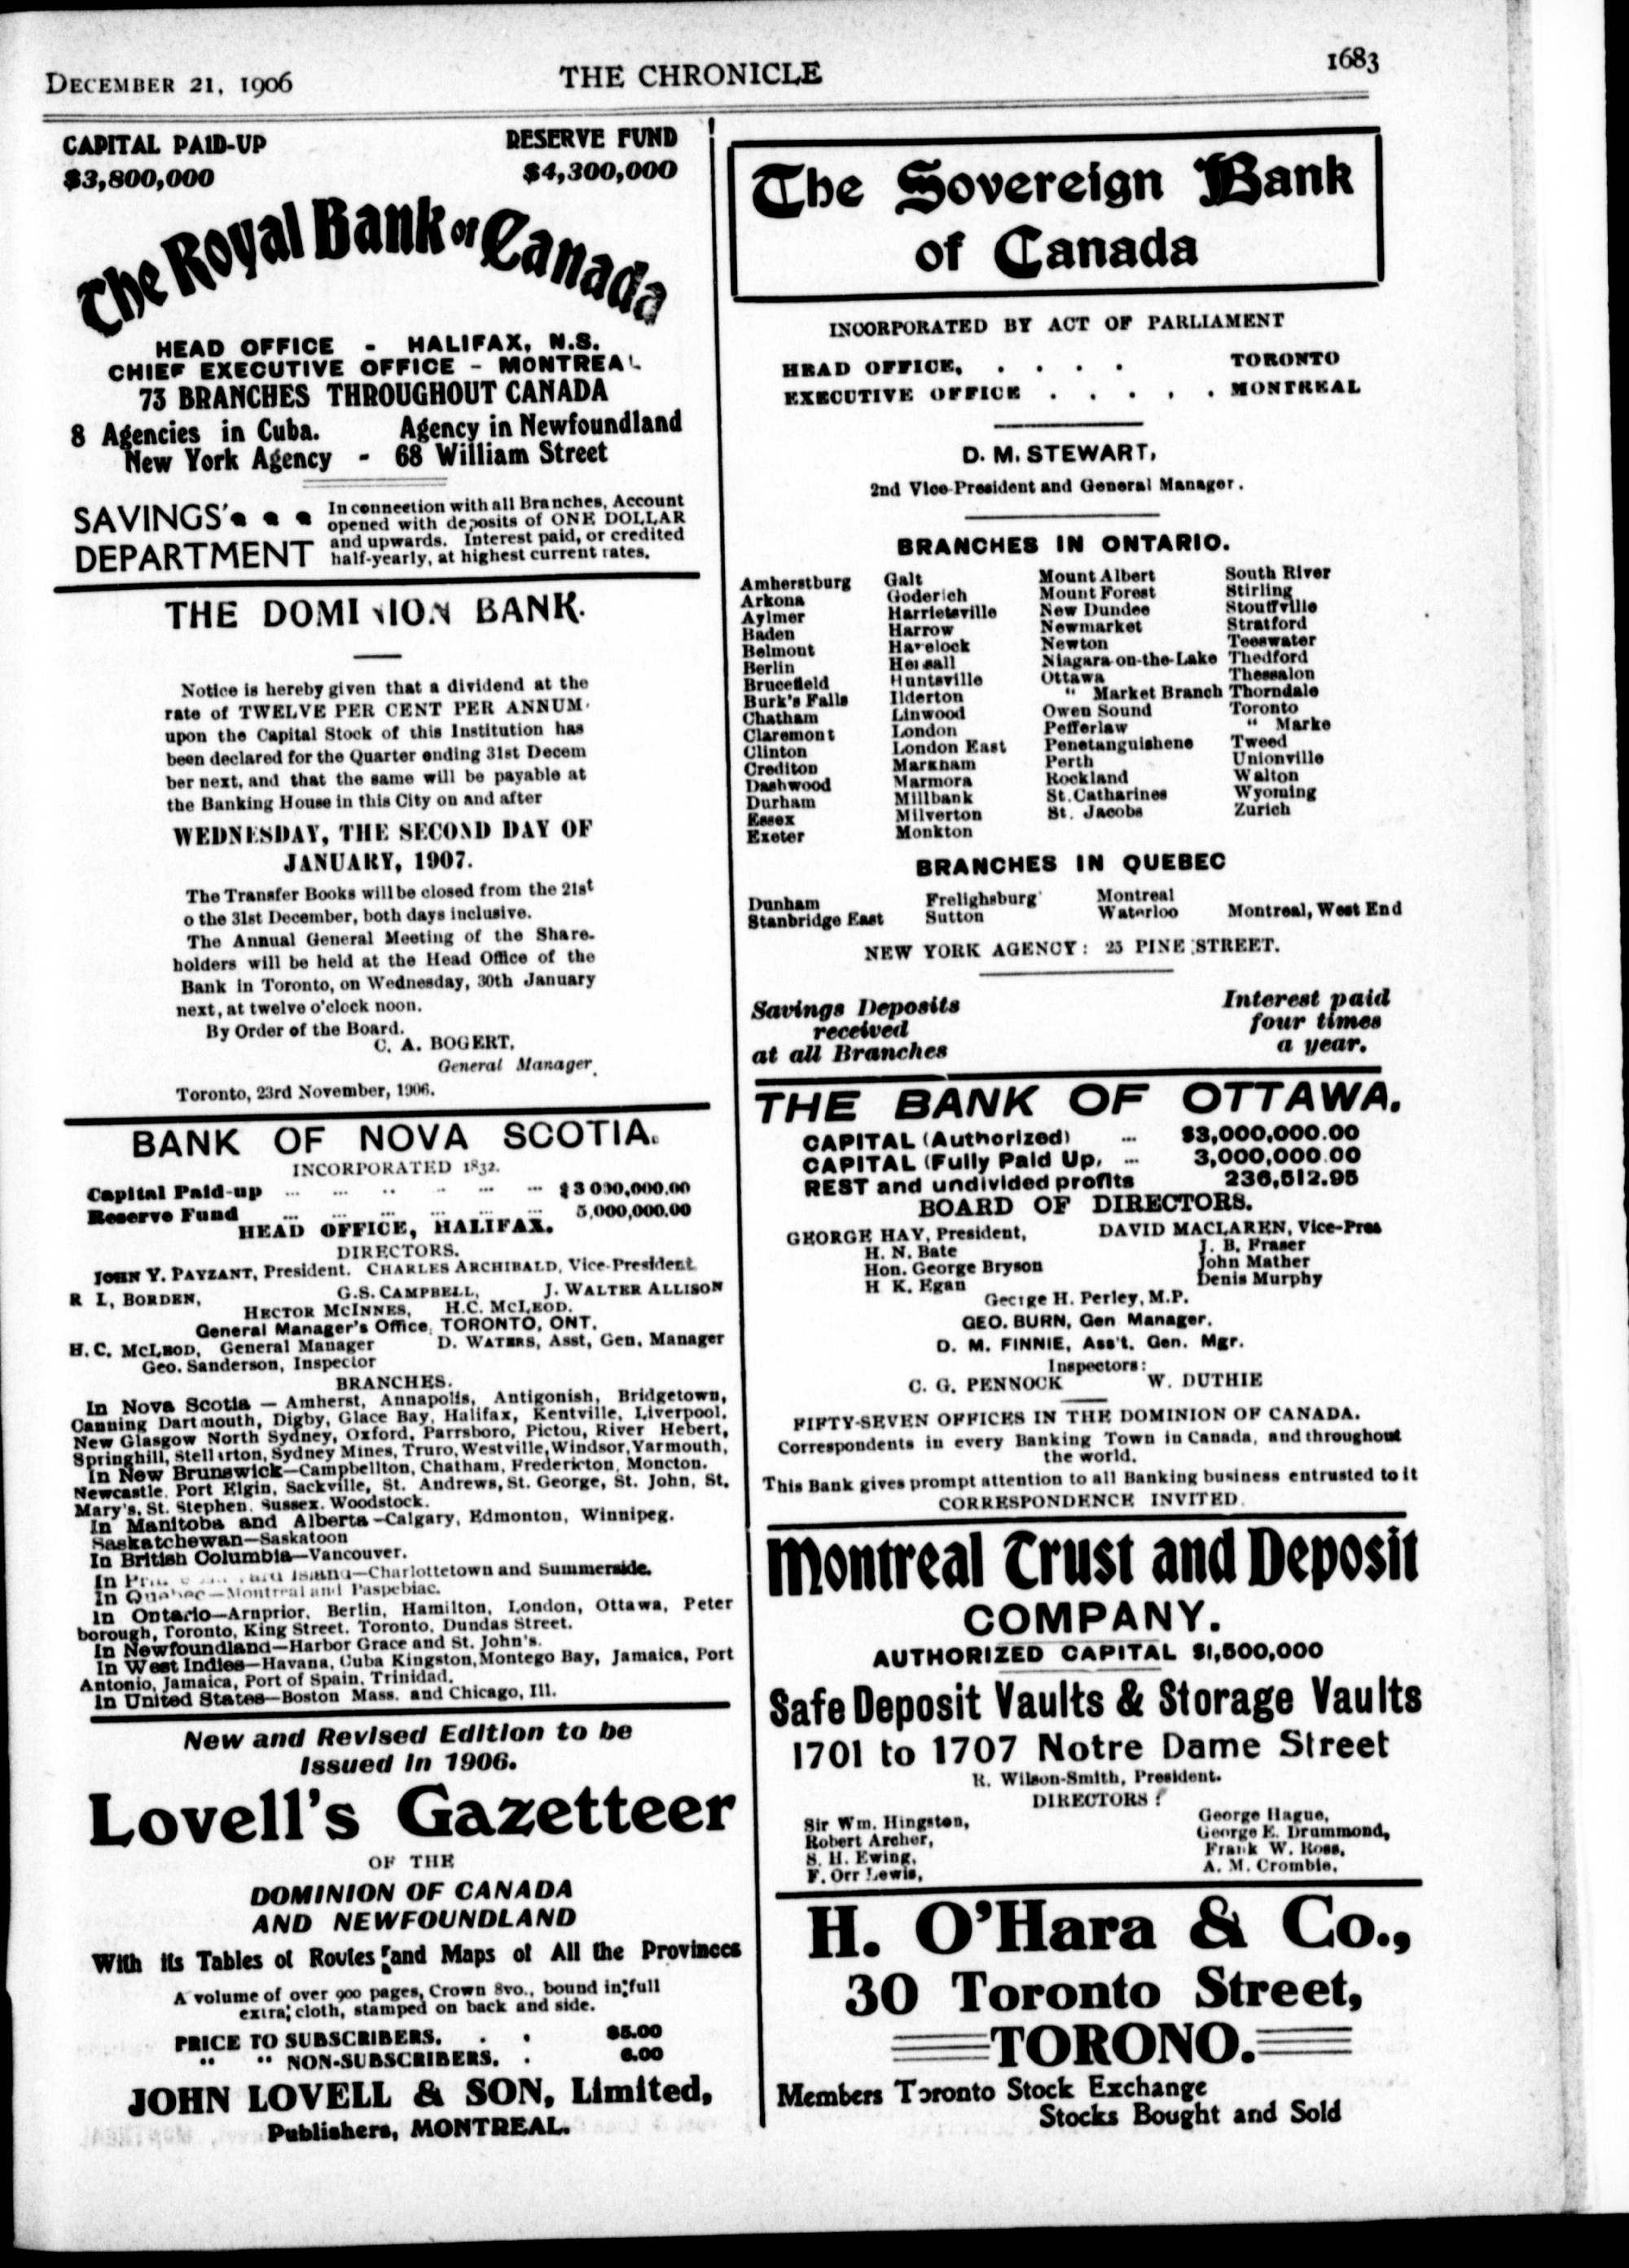 DECEMBER 21, 1906 THE CHRONICLE 1683
CAPITAL PAID-UP RESERVE FUND
$3,800,000 $4,300,000
The Royal Bank of Canada
HEAD OFFICE - HALIFAX, N.S.
CHIEF EXECUTIVE OFFICE - MONTREAL
73 BRANCHES THROUGHOUT CANADA
8 Agencies in Cuba. Agency in Newfoundland
New York Agency - 68 William Street
SAVINGS' DEPARTMENT
In connection with all Branches, Account
opened with deposits of ONE DOLLAR
and upwards. Interest paid, or credited
half-yearly, at highest current rates.
THE DOMINION BANK.
Notice is hereby given that a dividend at the
rate of TWELVE PER CENT PER ANNUM
upon the Capital Stock of this Institution has
been declared for the Quarter ending 31st Decem
ber next, and that the same will be payable at
the Banking House in this City on and after
WEDNESDAY, THE SECOND DAY OF
JANUARY, 1907.
The Transfer Books will be closed from the 21st
o the 31st December, both days inclusive.
The Annual General Meeting of the Share-
holders will be held at the Head Office of the
Bank in Toronto, on Wednesday, 30th January
next, at twelve o'clock noon.
By Order of the Board.
C. A. BOGERT,
General Manager.
Toronto, 23rd November, 1906.
BANK OF NOVA SCOTIA.
INCORPORATED 1832.
Capital Paid-up ... ... .. .. ... ... $3 000,000.00
Reserve Fund ... ... ... ... ... ... 5,000,000.00
HEAD OFFICE, HALIFAX.
DIRECTORS.
JOHN Y. PAYZANT, President. CHARLES ARCHIBALD, Vice-President
R L, BORDEN, G.S. CAMPBELL, J. WALTER ALLISON
HECTOR MCINNES, H.C. MCLEOD.
General Manager's Office, TORONTO, ONT.
H.C. MCLEOD, General Manager D. WATERS, Asst, Gen. Manager
Geo. Sanderson, Inspector
BRANCHES.
In Nova Scotia — Amherst, Annapolis, Antigonish, Bridgetown,
Canning Dartmouth, Digby, Glace Bay, Halifax, Kentville, Liverpool,
New Glasgow North Sydney, Oxford, Parrsboro, Pictou, River Hebert,
Springhill, Stellarton, Sydney Mines, Truro, Westville, Windsor, Yarmouth,
In New Brunswick—Campbellton, Chatham, Fredericton, Moncton.
Newcastle, Port Elgin, Sackville, St. Andrews, St. George, St. John, St.
Mary's, St. Stephen, Sussex, Woodstock.
In Manitoba and Alberta—Calgary, Edmonton, Winnipeg.
Saskatchewan—Saskatoon
In British Columbia—Vancouver.
In Island—Charlottetown and Summerside.
In Quebec—Montreal and Paspebiac.
In Ontario—Arnprior, Berlin, Hamilton, London, Ottawa, Peter
borough, Toronto, King Street. Toronto, Dundas Street.
In Newfoundland—Harbor Grace and St. John's.
In West Indies—Havana, Cuba Kingston, Montego Bay, Jamaica, Port
Antonio, Jamaica, Port of Spain, Trinidad.
In United States—Boston Mass. and Chicago, Ill.
New and Revised Edition to be
Issued in 1906.
Lovell's Gazetteer
OF THE
DOMINION OF CANADA
AND NEWFOUNDLAND
With its Tables of Routes and Maps of All the Provinces
A volume of over 900 pages, Crown 8vo., bound in full
extra cloth, stamped on back and side.
PRICE TO SUBSCRIBERS. . . $5.00
" " NON-SUBSCRIBERS. . 6.00
JOHN LOVELL & SON, Limited,
Publishers, MONTREAL.
The Sovereign Bank
of Canada
INCORPORATED BY ACT OF PARLIAMENT
HEAD OFFICE, . . . . TORONTO
EXECUTIVE OFFICE . . . . . MONTREAL
D. M. STEWART,
2nd Vice-President and General Manager.
BRANCHES IN ONTARIO.
Amherstburg Galt Mount Albert South River
Arkona Goderich Mount Forest Stirling
Aylmer Harrietsville New Dundee Stouffville
Baden Harrow Newmarket Stratford
Belmont Havelock Newton Teeswater
Berlin Hensall Niagara-on-the-Lake Thedford
Brucefield Huntsville Ottawa Thessalon
Burk's Falls Ilderton " Market Branch Thorndale
Chatham Linwood Owen Sound Toronto
Claremont London Pefferlaw " Marke
Clinton London East Penetanguishene Tweed
Crediton Markham Perth Unionville
Dashwood Marmora Rockland Walton
Durham Millbank St.Catharines Wyoming
Essex Milverton St. Jacobs Zurich
Exeter Monkton
BRANCHES IN QUEBEC
Dunham Frelighsburg Montreal
Stanbridge East Sutton Waterloo Montreal, West End
NEW YORK AGENCY: 25 PINE STREET.
Savings Deposits Interest paid
received four times
at all Branches a year.
THE BANK OF OTTAWA.
CAPITAL (Authorized) ... $3,000,000.00
CAPITAL (Fully Paid Up, ... 3,000,000.00
REST and undivided profits 236,512.95
BOARD OF DIRECTORS.
GEORGE HAY, President, DAVID MACLAREN, Vice-Pres
H. N. Bate J. B. Fraser
Hon. George Bryson John Mather
H K. Egan Denis Murphy
George H. Perley, M.P.
GEO. BURN, Gen Manager.
D. M. FINNIE, Ass't. Gen. Mgr.
Inspectors:
C. G. PENNOCK W. DUTHIE
FIFTY-SEVEN OFFICES IN THE DOMINION OF CANADA.
Correspondents in every Banking Town in Canada, and throughout
the world.
This Bank gives prompt attention to all Banking business entrusted to it
CORRESPONDENCE INVITED.
Montreal Trust and Deposit
COMPANY.
AUTHORIZED CAPITAL $1,500,000
Safe Deposit Vaults & Storage Vaults
1701 to 1707 Notre Dame Street
R. Wilson-Smith, President.
DIRECTORS:
Sir Wm. Hingston, George Hague,
Robert Archer, George E. Drummond,
S. H. Ewing, Frank W. Ross,
F. Orr Lewis, A. M. Crombie.
H. O'Hara & Co.,
30 Toronto Street,
TORONO.
Members Toronto Stock Exchange
Stocks Bought and Sold